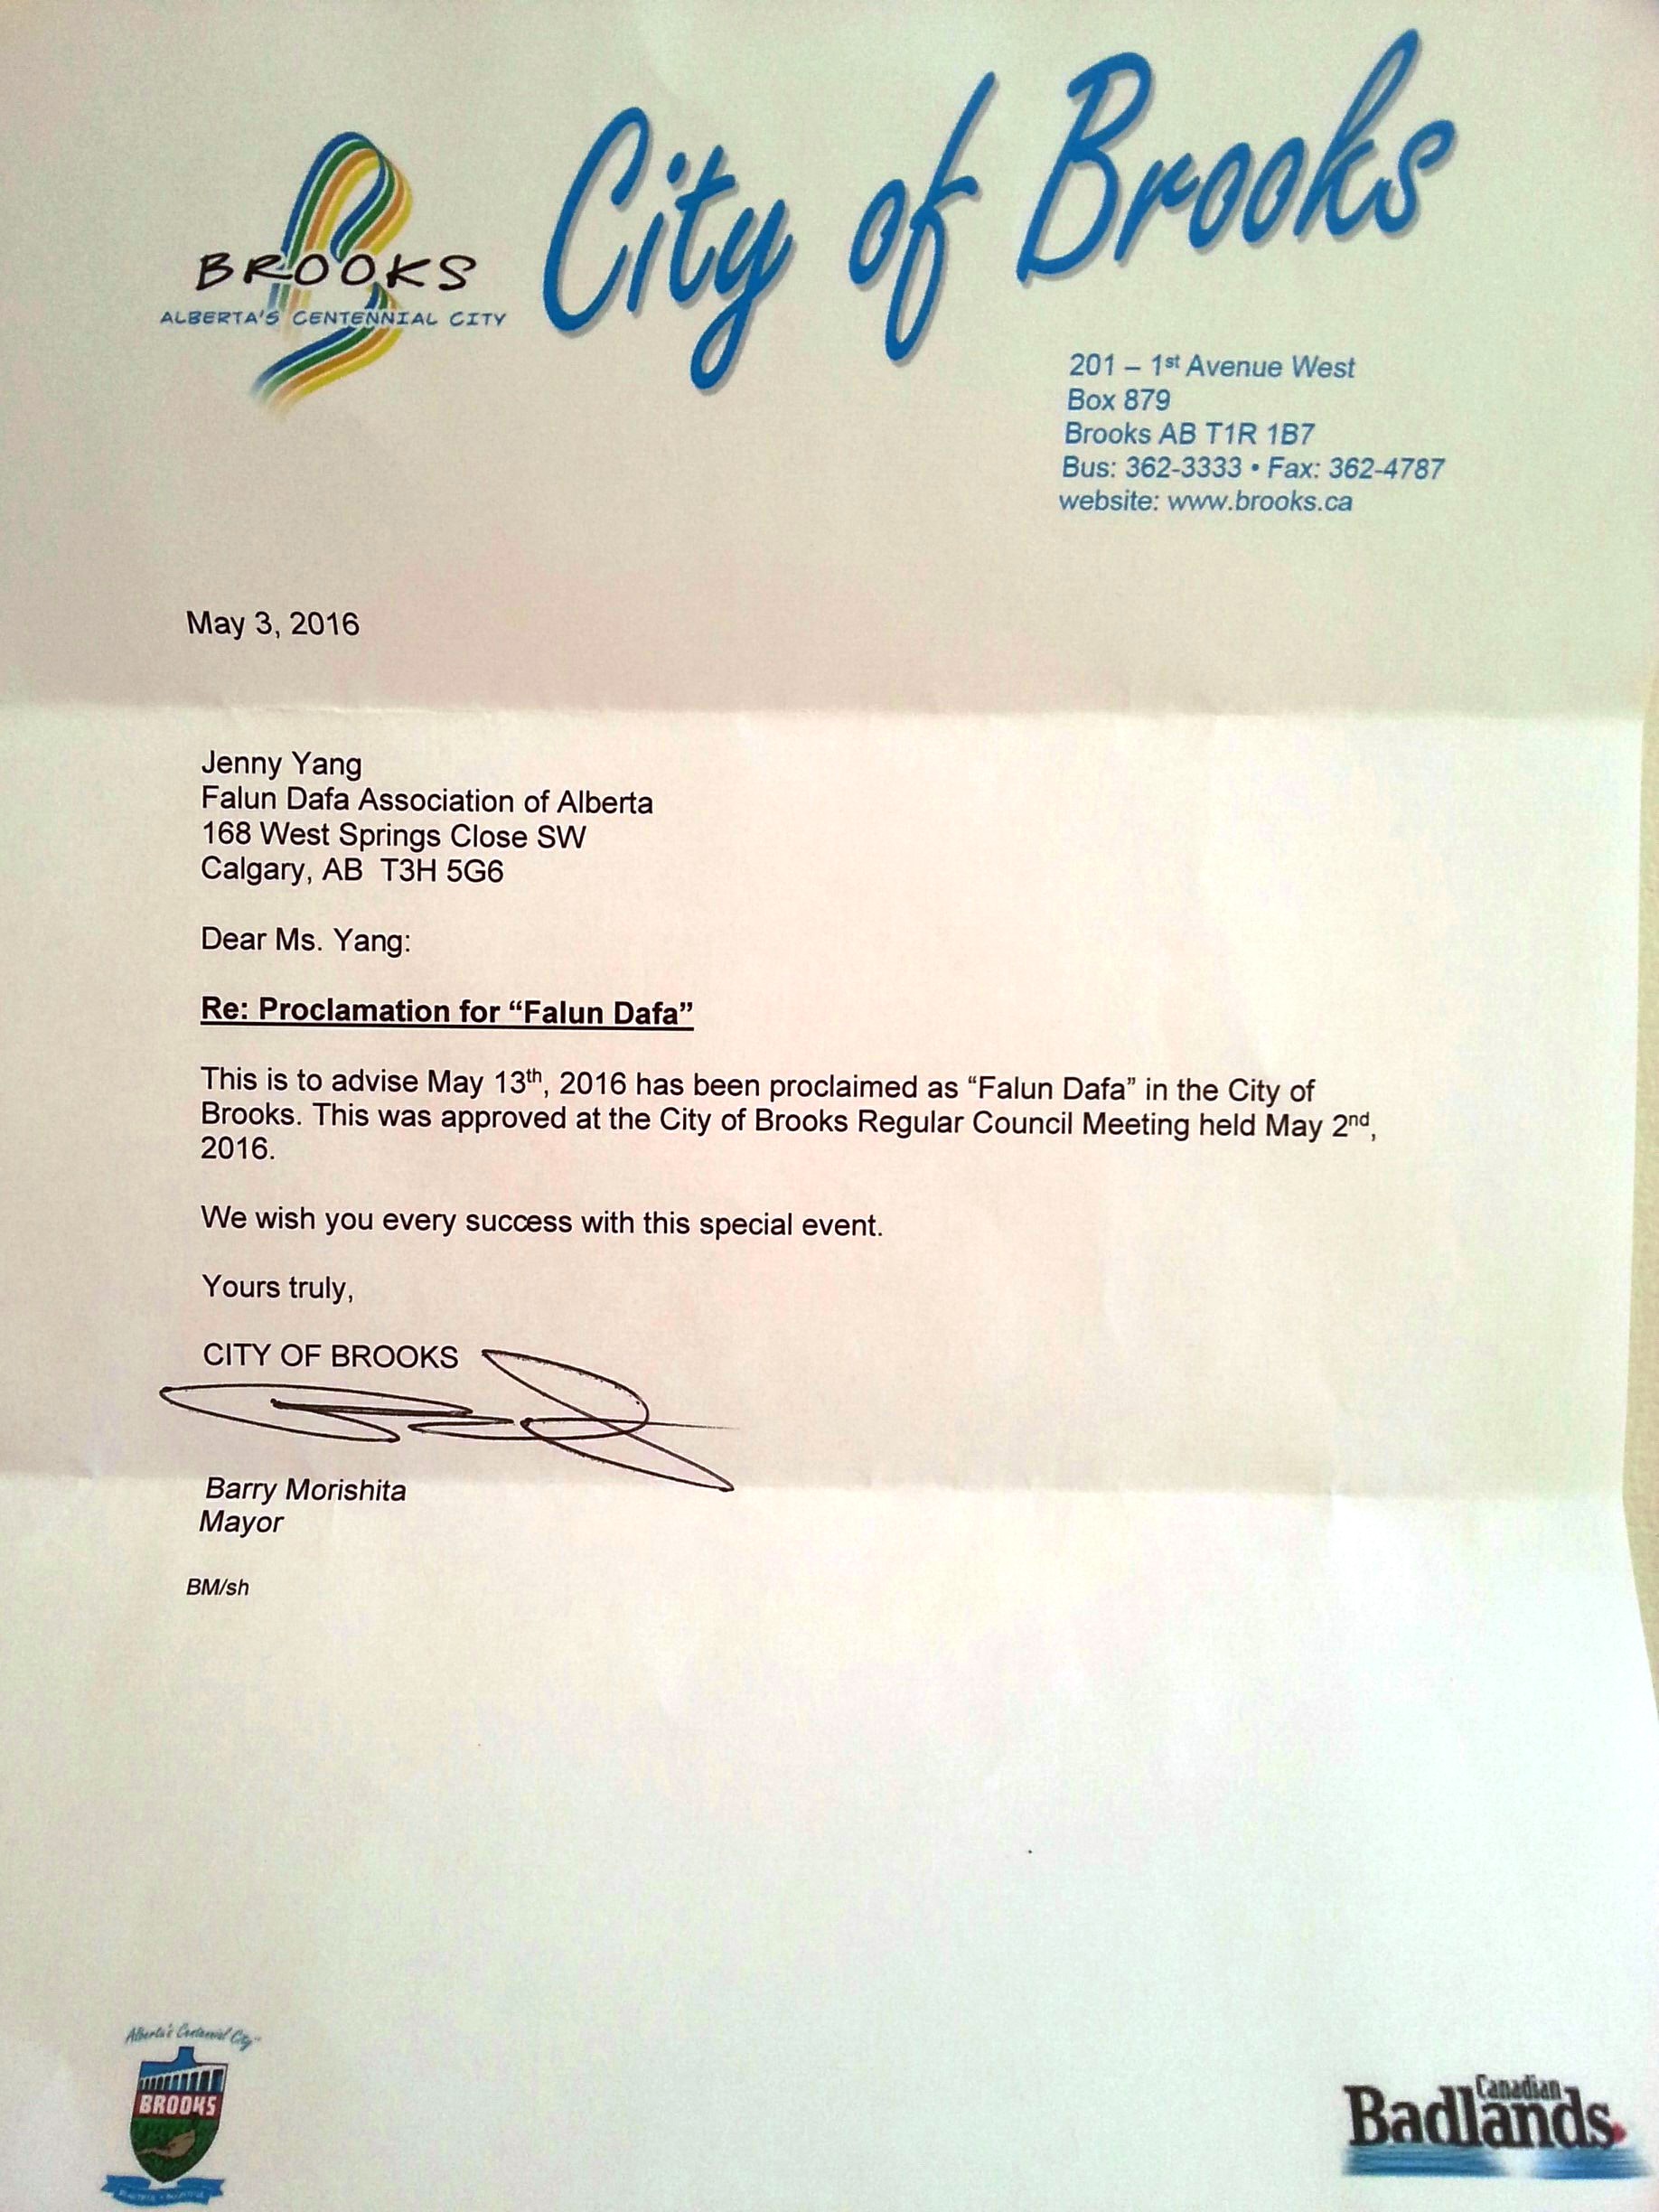 BROOKS
ALBERTA'S CENTENNIAL CITY
City of Brooks
201 – 1st Avenue West
Box 879
Brooks AB T1R 1B7
Bus: 362-3333 • Fax: 362-4787
website: www.brooks.ca
May 3, 2016
Jenny Yang
Falun Dafa Association of Alberta
168 West Springs Close SW
Calgary, AB  T3H 5G6
Dear Ms. Yang:
Re: Proclamation for “Falun Dafa”
This is to advise May 13th, 2016 has been proclaimed as “Falun Dafa” in the City of
Brooks. This was approved at the City of Brooks Regular Council Meeting held May 2nd,
2016.
We wish you every success with this special event.
Yours truly,
CITY OF BROOKS
Barry Morishita
Mayor
BM/sh
Alberta's Centennial City
BROOKS
Canadian
Badlands